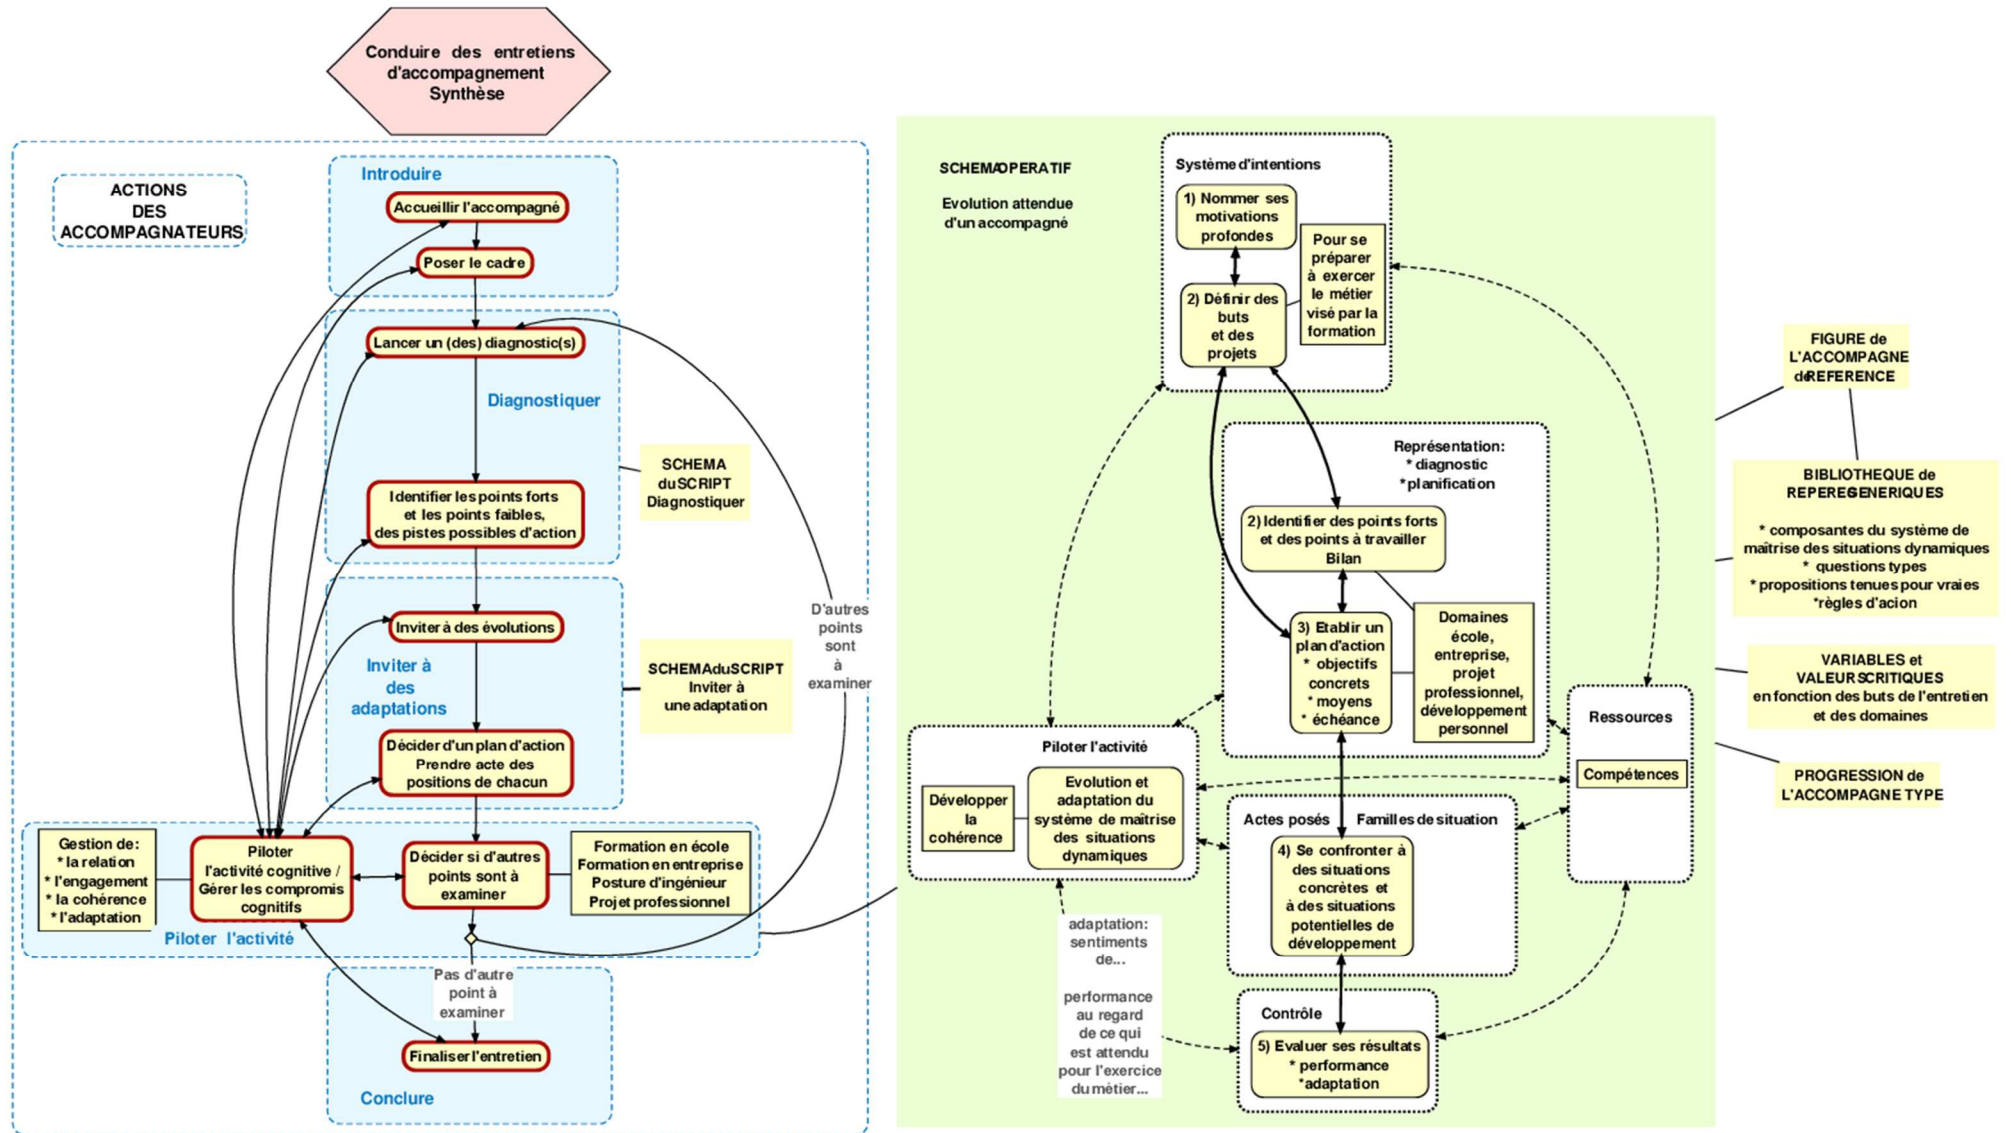 Conduire des entretiens
d'accompagnement
Synthèse
ACTIONS
DES
ACCOMPAGNATEURS
Introduire
Accueillir l'accompagné
Poser le cadre
Lancer un (des) diagnostic(s)
Diagnostiquer
Identifier les points forts
et les points faibles,
des pistes possibles d'action
SCHEMA
du SCRIPT
Diagnostiquer
Inviter à des évolutions
Inviter à
des
adaptations
SCHEMA du SCRIPT
Inviter à
une adaptation
Décider d'un plan d'action
Prendre acte des
positions de chacun
D'autres
points
sont
à
examiner
Gestion de:
* la relation
* l'engagement
* la cohérence
* l'adaptation
Piloter
l'activité cognitive /
Gérer les compromis
cognitifs
Décider si d'autres
points sont à
examiner
Formation en école
Formation en entreprise
Posture d'ingénieur
Projet professionnel
Piloter l'activité
Pas d'autre
point à
examiner
Finaliser l'entretien
Conclure
SCHEMA OPERATIF
Evolution attendue
d'un accompagné
Système d'intentions
1) Nommer ses
motivations
profondes
2) Définir des
buts
et des
projets
Pour se
préparer
à exercer
le métier
visé par la
formation
Représentation:
* diagnostic
* planification
2) Identifier des points forts
et des points à travailler
Bilan
3) Etablir un
plan d'action
* objectifs
concrets
* moyens
* échéance
Domaines
école,
entreprise,
projet
professionnel,
développement
personnel
Piloter l'activité
Développer
la
cohérence
Evolution et
adaptation du
système de maîtrise
des situations
dynamiques
Ressources
Compétences
Actes posés
Familles de situation
4) Se confronter à
des situations
concrètes et
à des situations
potentielles de
développement
adaptation:
sentiments
de...
performance
au regard
de ce qui
est attendu
pour l'exercice
du métier...
Contrôle
5) Evaluer ses résultats
* performance
*adaptation
FIGURE de
L'ACCOMPAGNE
de REFERENCE
BIBLIOTHEQUE de
REPERES GENERIQUES
* composantes du système de
maîtrise des situations dynamiques
* questions types
* propositions tenues pour vraies
*règles d'acion
VARIABLES et
VALEURS CRITIQUES
en fonction des buts de l'entretien
et des domaines
PROGRESSION de
L'ACCOMPAGNE TYPE